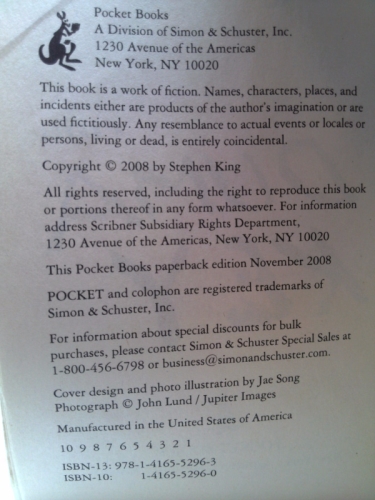 Pocket Books
A Division of Simon & Schuster, Inc.
1230 Avenue of the Americas
New York, NY 10020
This book is a work of fiction. Names, characters, places, and
incidents either are products of the author's imagination or are
used fictitiously. Any resemblance to actual events or locales or
persons, living or dead, is entirely coincidental.
Copyright © 2008 by Stephen King
All rights reserved, including the right to reproduce this book
or portions thereof in any form whatsoever. For information
address Scribner Subsidiary Rights Department,
1230 Avenue of the Americas, New York, NY 10020
This Pocket Books paperback edition November 2008
POCKET and colophon are registered trademarks of
Simon & Schuster, Inc.
For information about special discounts for bulk
purchases, please contact Simon & Schuster Special Sales at
1-800-456-6798 or business@simonandschuster.com.
Cover design and photo illustration by Jae Song
Photograph © John Lund / Jupiter Images
Manufactured in the United States of America
10 9 8 7 6 5 4 3 2 1
ISBN-13: 978-1-4165-5296-3
ISBN-10: 1-4165-5296-0